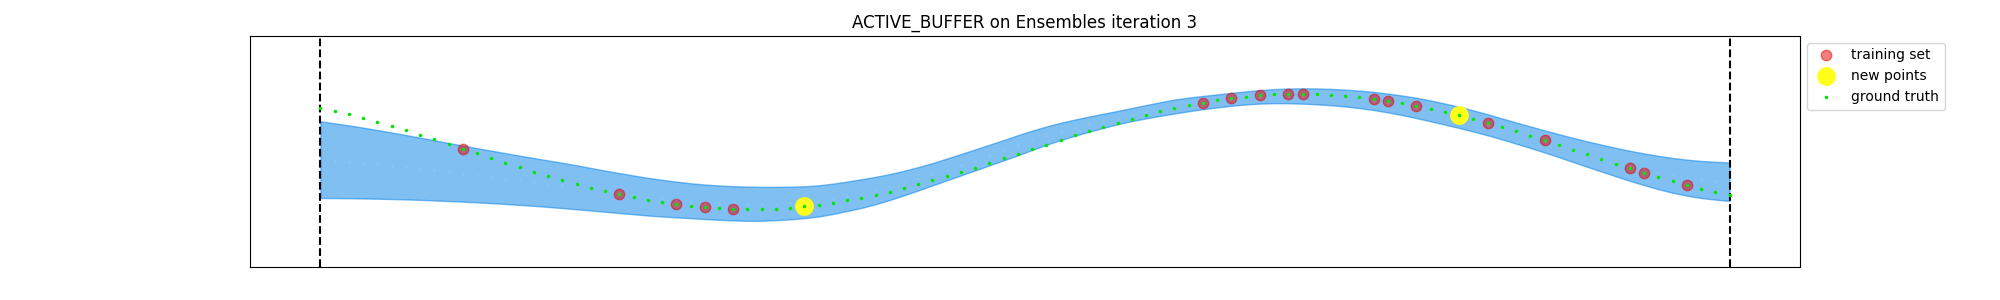 ACTIVE_BUFFER on Ensembles iteration 3
training set
new points
ground truth